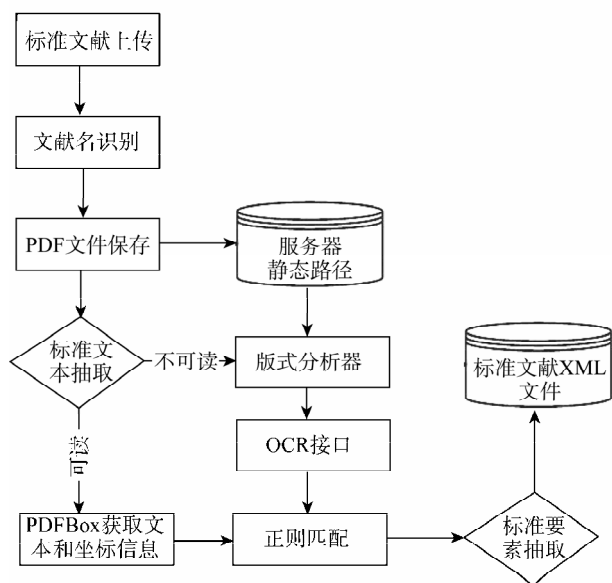 标准文献上传
文献名识别
PDF文件保存
服务器
静态路径
标准文
本抽取
不可读
版式分析器
标准文献XML
文件
可读
OCR接口
PDFBox获取文
本和坐标信息
正则匹配
标准要
素抽取